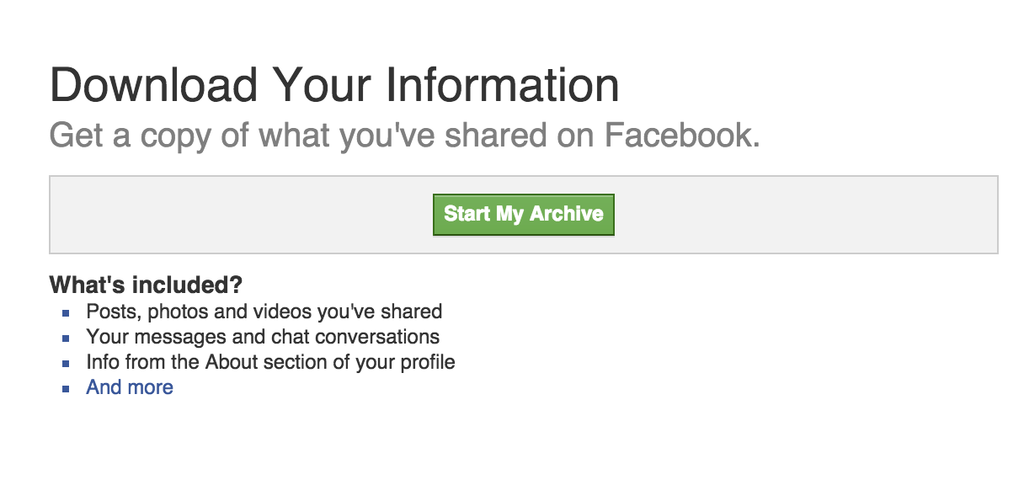 Download Your Information
Get a copy of what you've shared on Facebook.
Start My Archive
What's included?
Posts, photos and videos you've shared
Your messages and chat conversations
Info from the About section of your profile
And more